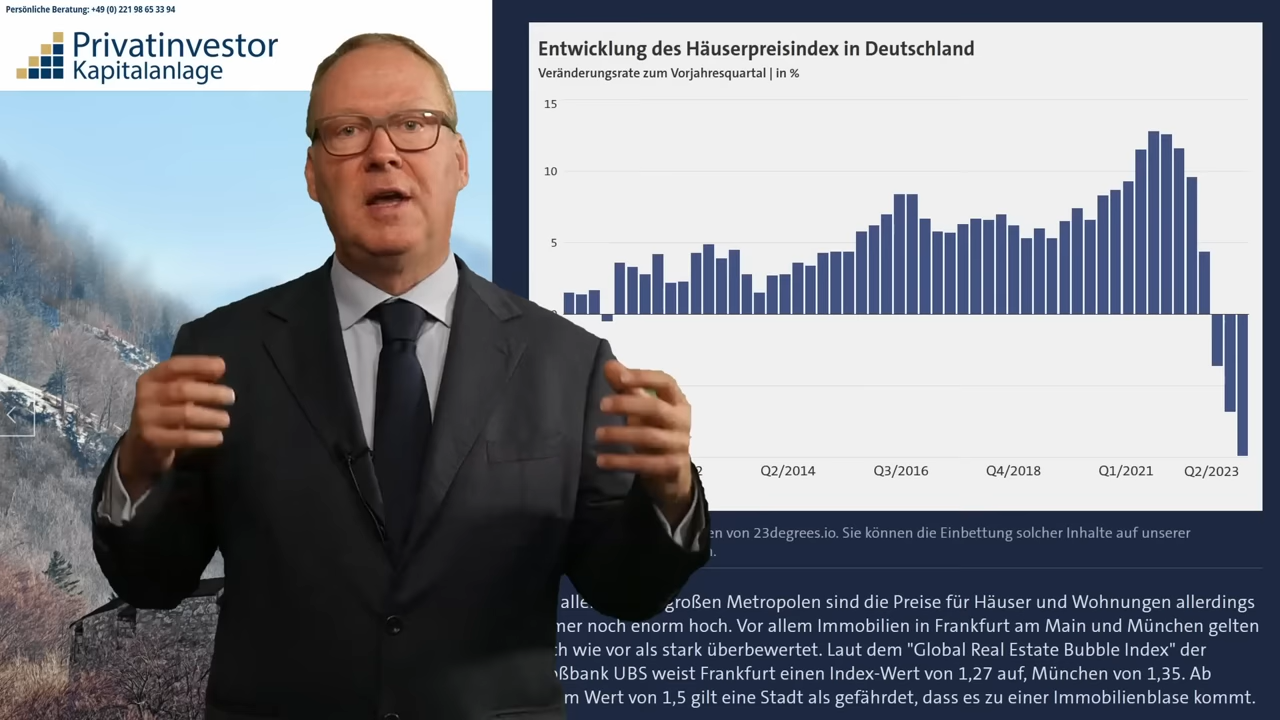 Persönliche Beratung: +49 (0) 221 98 65 33 94
Privatinvestor
Kapitalanlage
Entwicklung des Häuserpreisindex in Deutschland
Veränderungsrate zum Vorjahresquartal | in %
15
10
5
Q2/2014 Q3/2016 Q4/2018 Q1/2021 Q2/2023
von 23degrees.io. Sie können die Einbettung solcher Inhalte auf unserer
großen Metropolen sind die Preise für Häuser und Wohnungen allerdings
noch enorm hoch. Vor allem Immobilien in Frankfurt am Main und München gelten
wie vor als stark überbewertet. Laut dem "Global Real Estate Bubble Index" der
UBS weist Frankfurt einen Index-Wert von 1,27 auf, München von 1,35. Ab
Wert von 1,5 gilt eine Stadt als gefährdet, dass es zu einer Immobilienblase kommt.